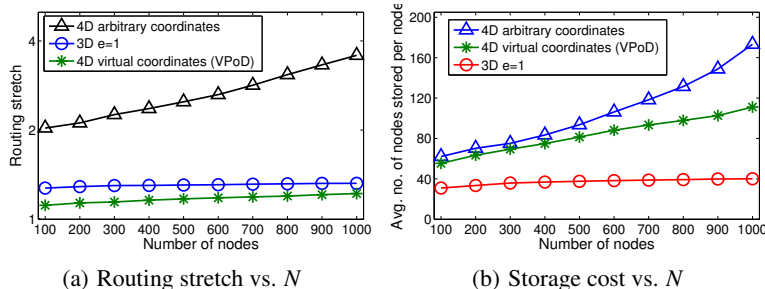 4D arbitrary coordinates
3D e=1
4D virtual coordinates (VPoD)
Routing stretch
4
2
1
100 200 300 400 500 600 700 800 900 1000
Number of nodes
(a) Routing stretch vs. N
4D arbitrary coordinates
4D virtual coordinates (VPoD)
3D e=1
Avg. no. of nodes stored per node
200
160
120
80
40
0
100 200 300 400 500 600 700 800 900 1000
Number of nodes
(b) Storage cost vs. N